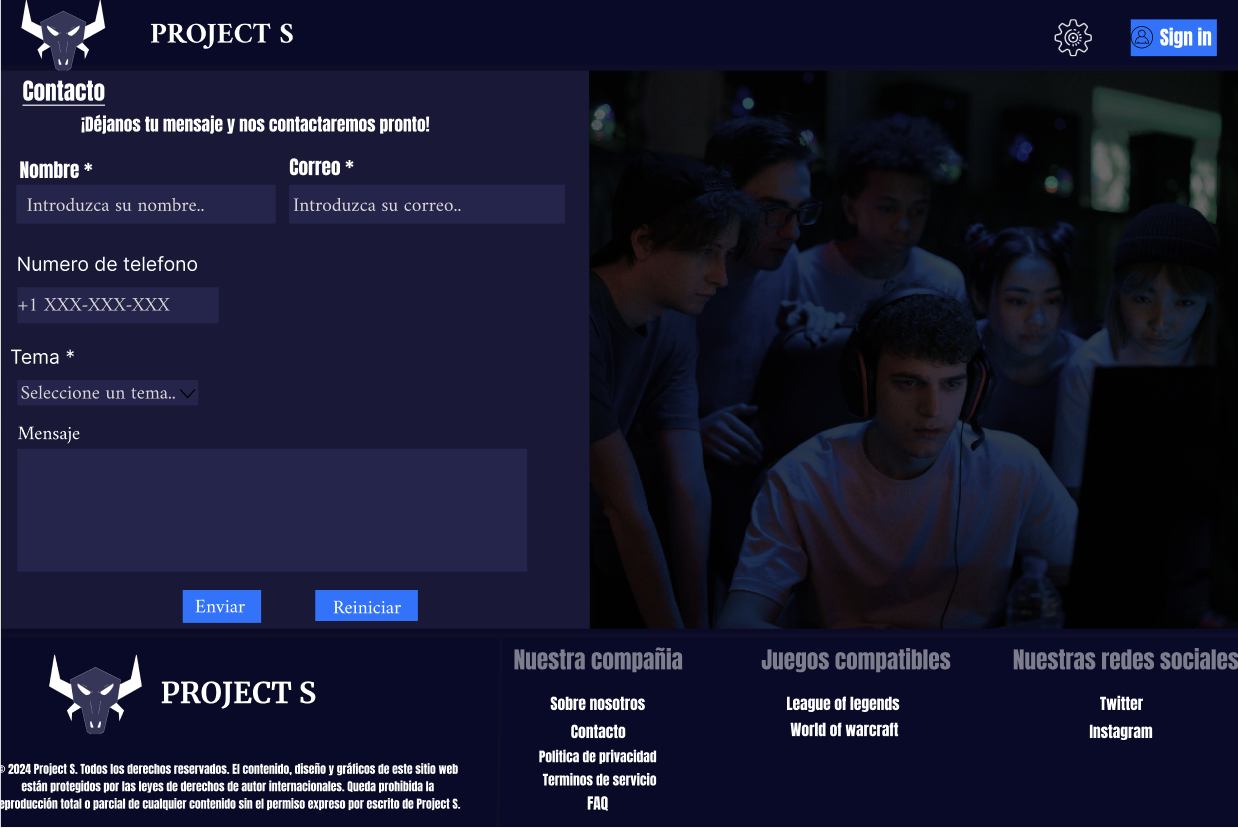 PROJECT S
Sign in
Contacto
¡Déjanos tu mensaje y nos contactaremos pronto!
Nombre *
Correo *
Introduzca su nombre..
Introduzca su correo..
Numero de telefono
+1 XXX-XXX-XXX
Tema *
Seleccione un tema..
Mensaje
Enviar
Reiniciar
PROJECT S
© 2024 Project S. Todos los derechos reservados. El contenido, diseño y gráficos de este sitio web
están protegidos por las leyes de derechos de autor internacionales. Queda prohibida la
eproducción total o parcial de cualquier contenido sin el permiso expreso por escrito de Project S.
Nuestra compañia
Sobre nosotros
Contacto
Politica de privacidad
Terminos de servicio
FAQ
Juegos compatibles
League of legends
World of warcraft
Nuestras redes sociales
Twitter
Instagram